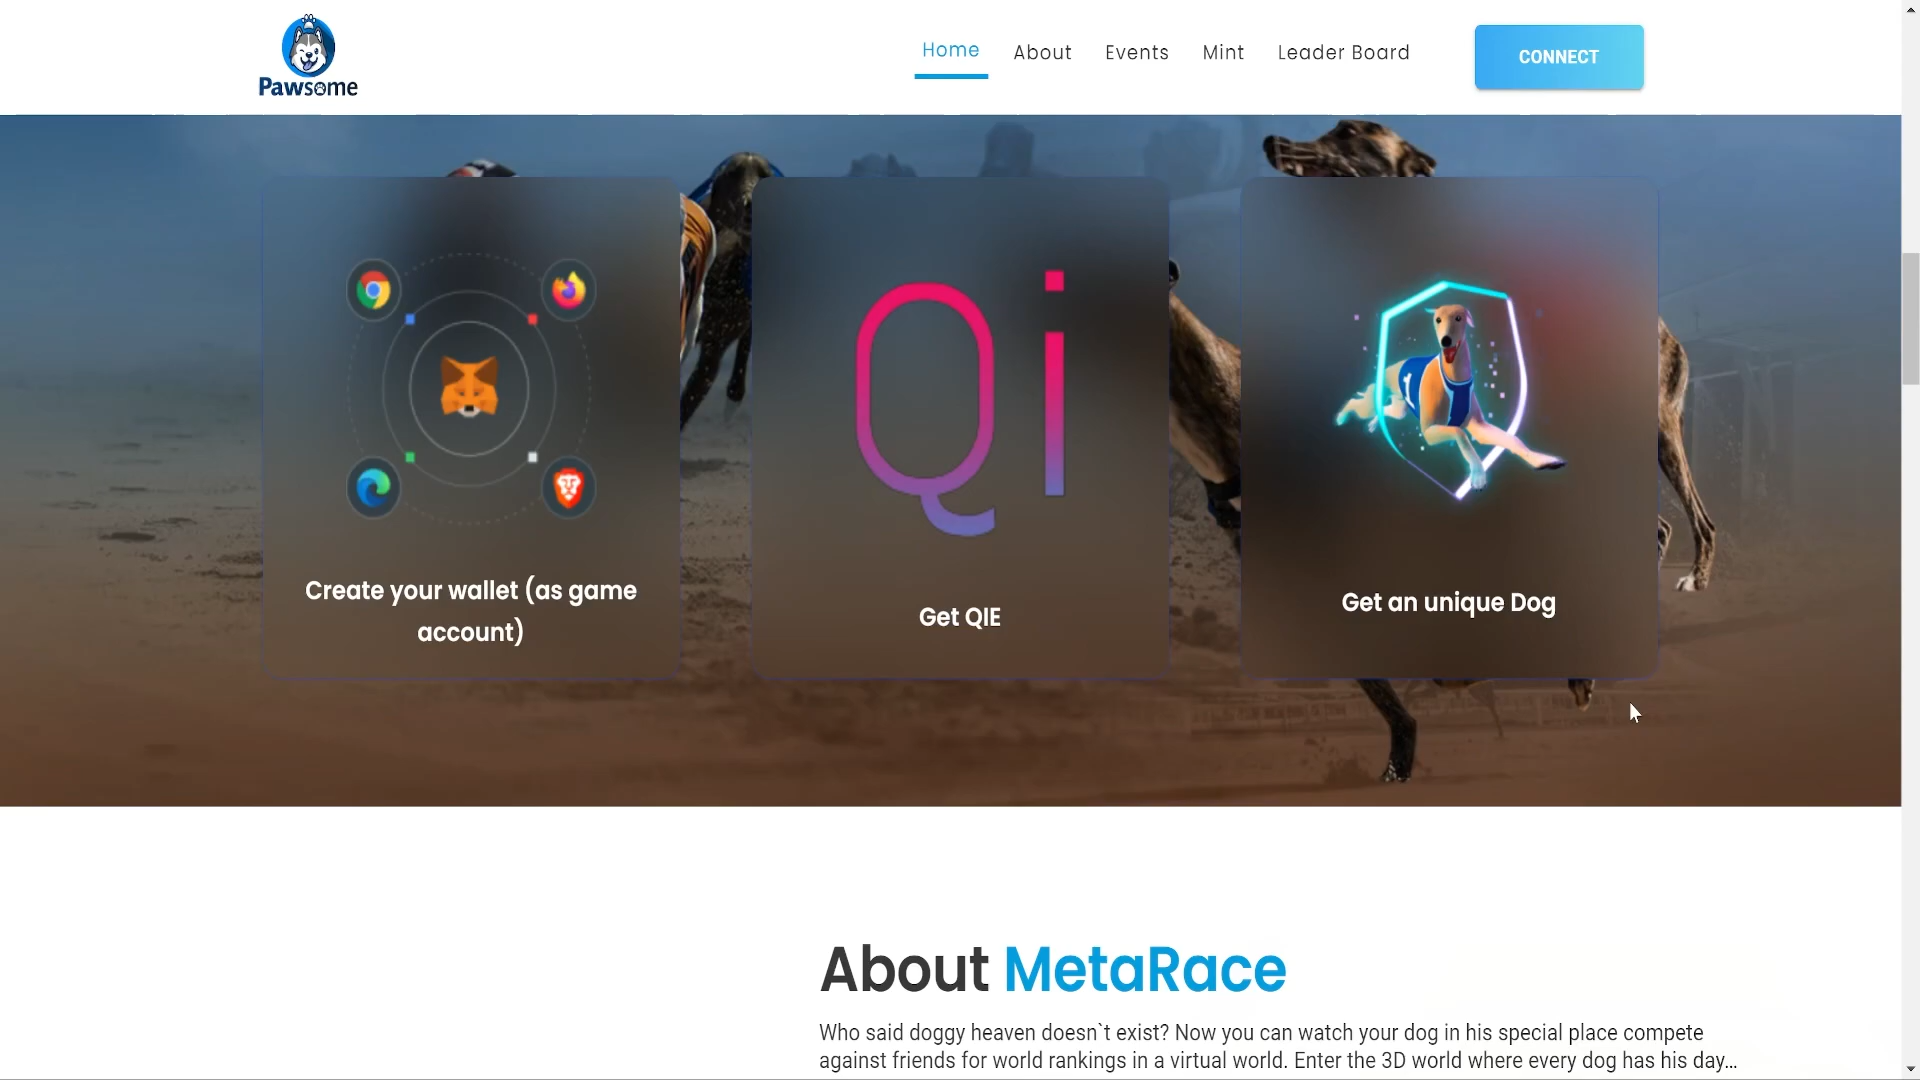 Pawsome
Home
About
Events
Mint
Leader Board
CONNECT
Qi
1
Create your wallet (as game
account)
Get QIE
Get an unique Dog
About MetaRace
Who said doggy heaven doesn`t exist? Now you can watch your dog in his special place compete
against friends for world rankings in a virtual world. Enter the 3D world where every dog has his day...